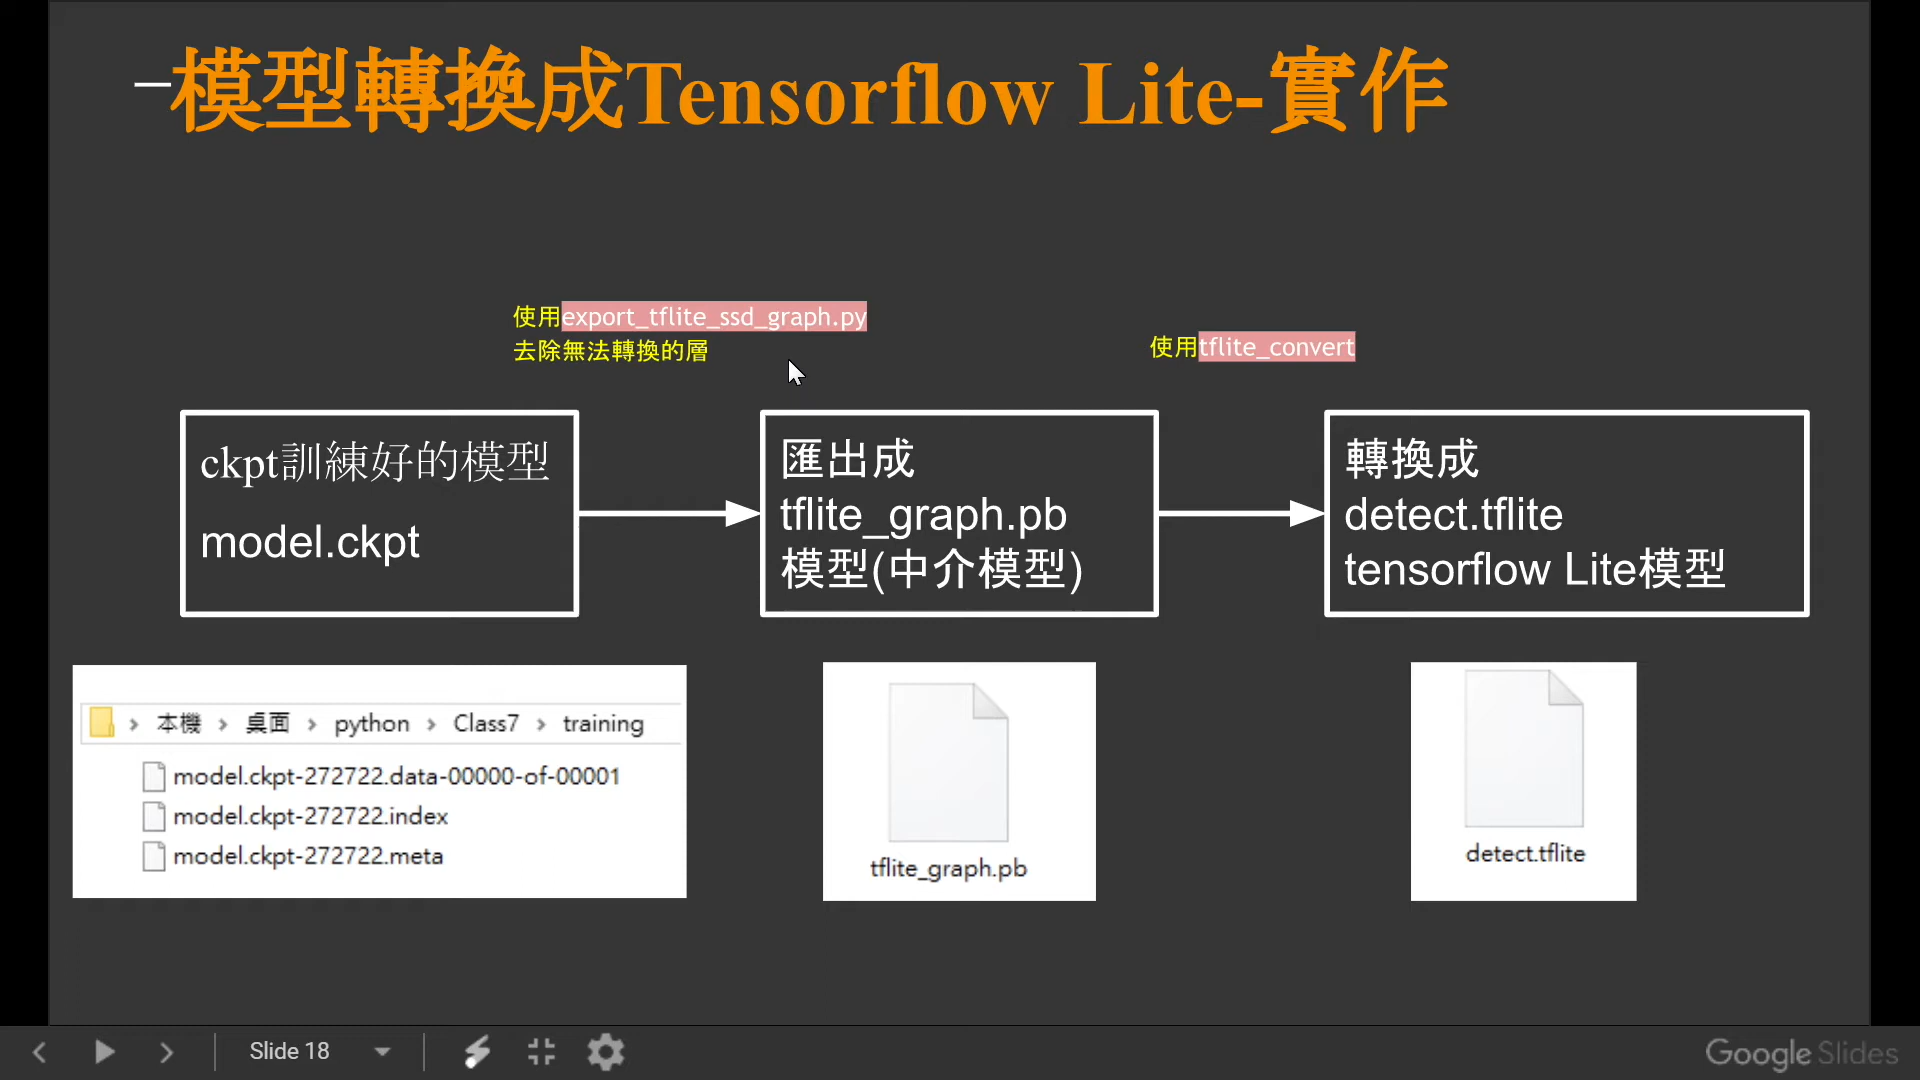 模型轉換成Tensorflow Lite-實作
使用export_tflite_ssd_graph.py
去除無法轉換的層
使用tflite_convert
ckpt訓練好的模型
model.ckpt
匯出成
tflite_graph.pb
模型(中介模型)
轉換成
detect.tflite
tensorflow Lite模型
本機 桌面 python Class7 training
model.ckpt-272722.data-00000-of-00001
model.ckpt-272722.index
model.ckpt-272722.meta
tflite_graph.pb
detect.tflite
Slide 18
Google Slides